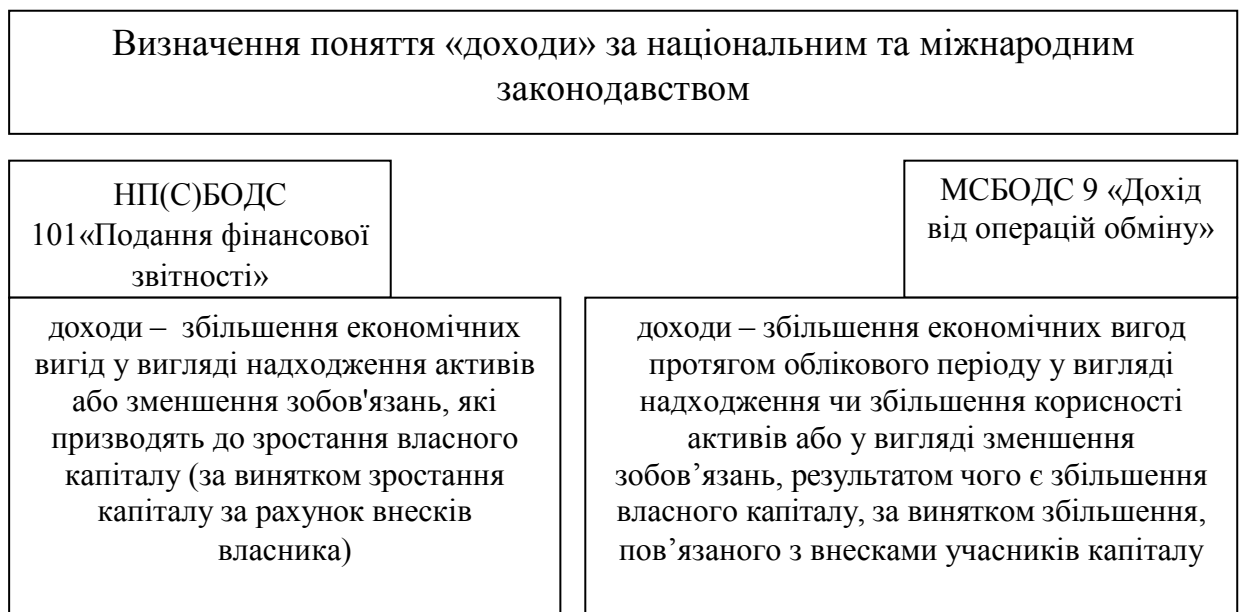 Визначення поняття «доходи» за національним та міжнародним
законодавством
НП(С)БОДС
101«Подання фінансової
звітності»
доходи – збільшення економічних
вигід у вигляді надходження активів
або зменшення зобов'язань, які
призводять до зростання власного
капіталу (за винятком зростання
капіталу за рахунок внесків
власника)
МСБОДС 9 «Дохід
від операцій обміну»
доходи – збільшення економічних вигод
протягом облікового періоду у вигляді
надходження чи збільшення корисності
активів або у вигляді зменшення
зобов’язань, результатом чого є збільшення
власного капіталу, за винятком збільшення,
пов’язаного з внесками учасників капіталу